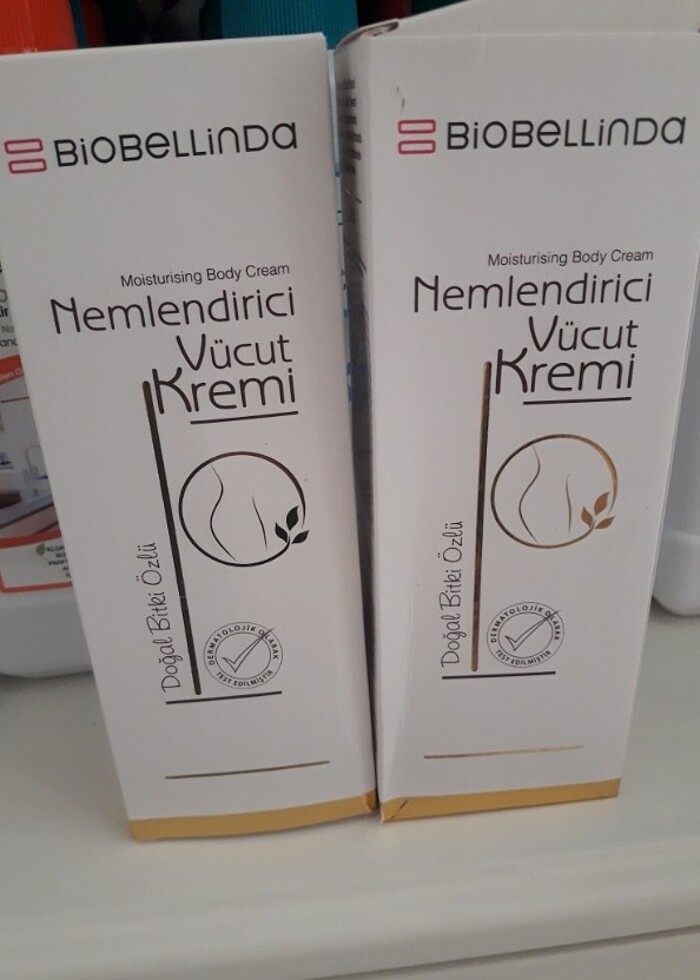 BiOBeLLinDa
Moisturising Body Cream
Nemlendirici
Vücut
Kremi
Doğal Bitki Özlü
DERMATOLOJİK OLARAK
TEST EDİLMİŞTİR
BiOBeLLinDa
Moisturising Body Cream
Nemlendirici
Vücut
Kremi
Doğal Bitki Özlü
DERMATOLOJİK OLARAK
TEST EDİLMİŞTİR